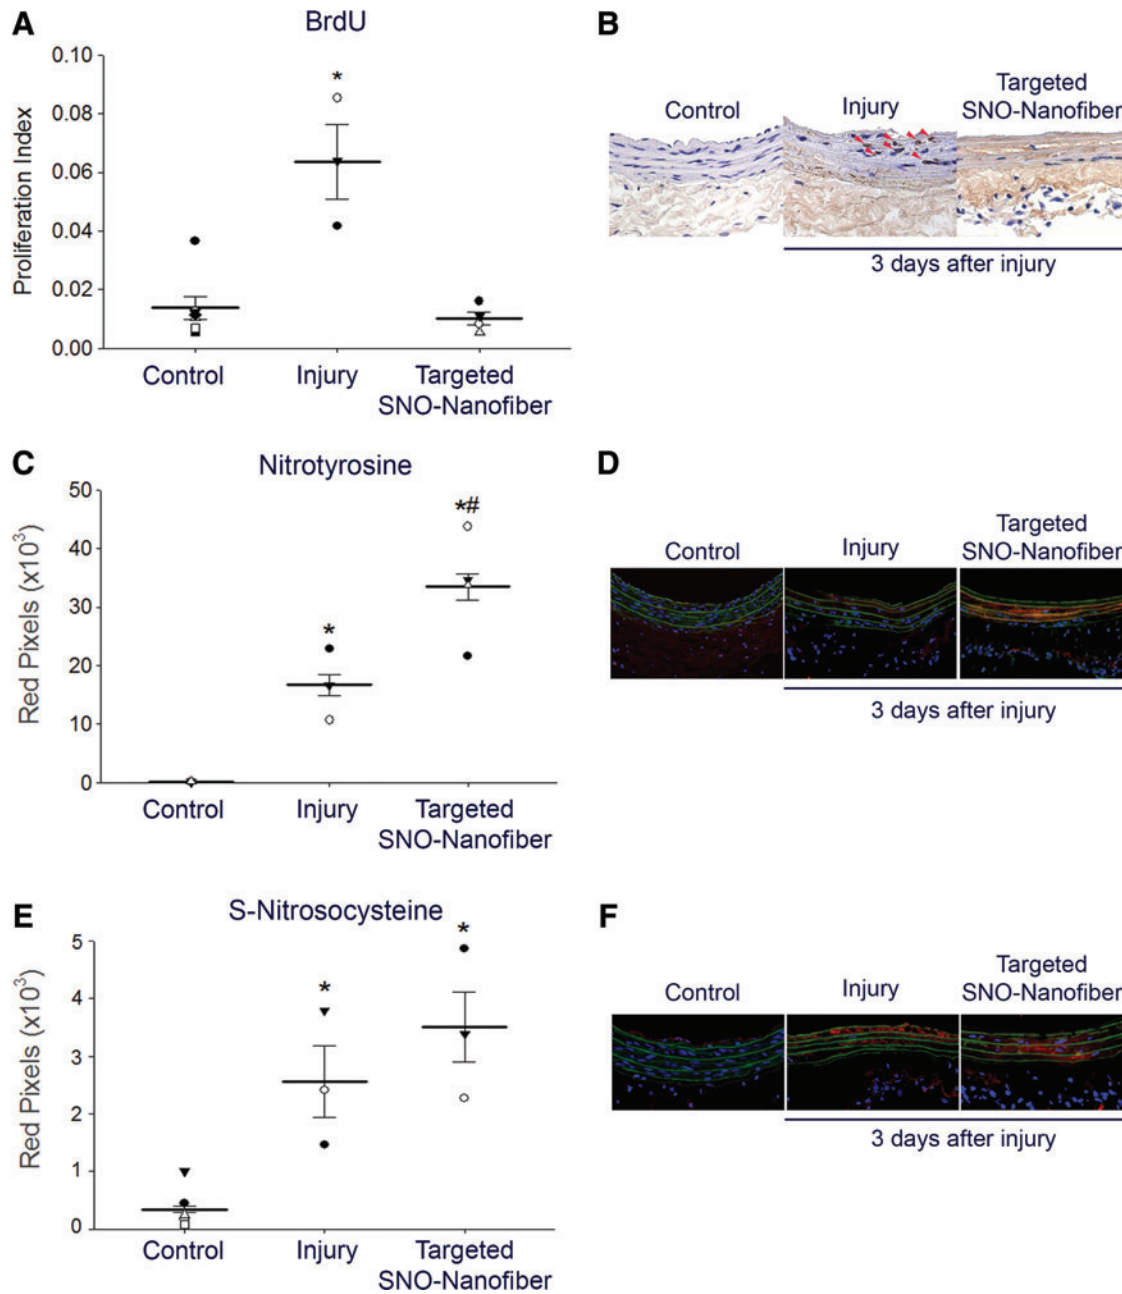 A
BrdU
Proliferation Index
0.10
0.08
0.06
0.04
0.02
0.00
*
Control
Injury
Targeted
SNO-Nanofiber
B
Control
Injury
Targeted
SNO-Nanofiber
3 days after injury
C
Nitrotyrosine
Red Pixels (x10³)
50
40
30
20
10
0
*
*#
Control
Injury
Targeted
SNO-Nanofiber
D
Control
Injury
Targeted
SNO-Nanofiber
3 days after injury
E
S-Nitrosocysteine
Red Pixels (x10³)
5
4
3
2
1
0
*
*
Control
Injury
Targeted
SNO-Nanofiber
F
Control
Injury
Targeted
SNO-Nanofiber
3 days after injury